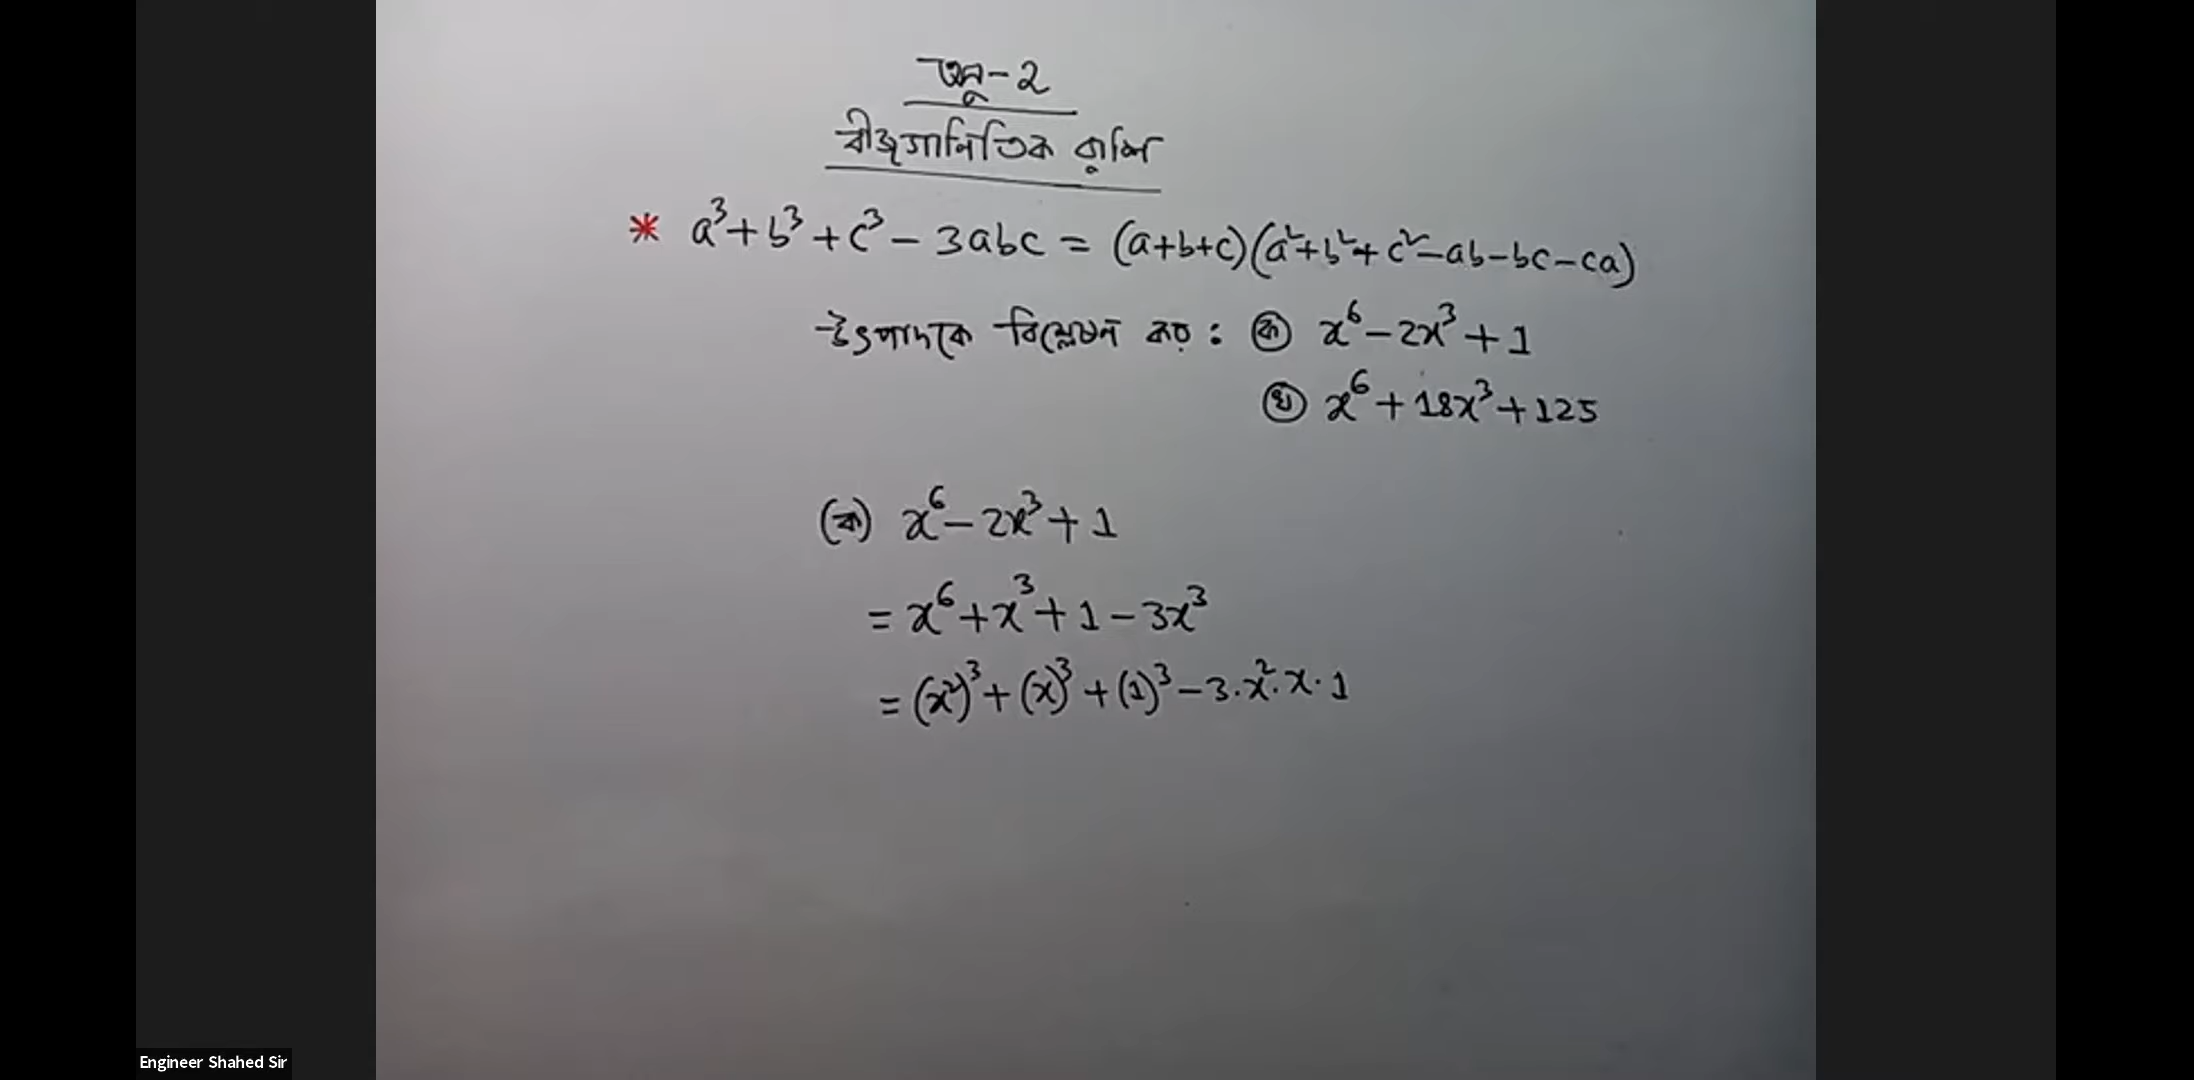 অনু-2
বীজগানিতিক রাশি
* a³+b³+c³-3abc = (a+b+c)(a²+b²+c²-ab-bc-ca)
উৎপাদকে বিশ্লেষন কর : ক x⁶-2x³+1
খ x⁶+18x³+125
(ক) x⁶-2x³+1
= x⁶+x³+1-3x³
= (x²)³+(x)³+(1)³-3.x².x.1
Engineer Shahed Sir